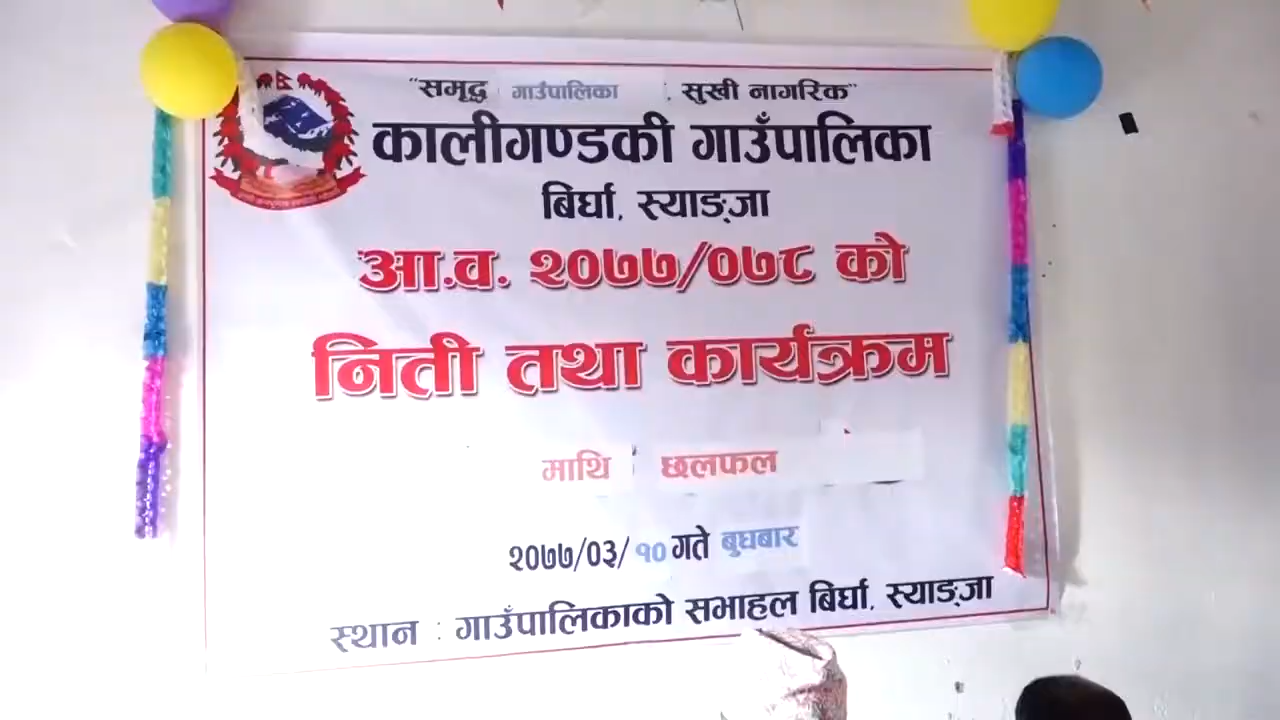 "समृद्ध गाउँपालिका , सुखी नागरिक"
कालीगण्डकी गाउँपालिका
बिर्घा, स्याङ्जा
आ.व. २०७७/०७८ को
निती तथा कार्यक्रम
माथि छलफल
२०७७/०३/१० गते बुधबार
स्थान : गाउँपालिकाको सभाहल बिर्घा, स्याङ्जा